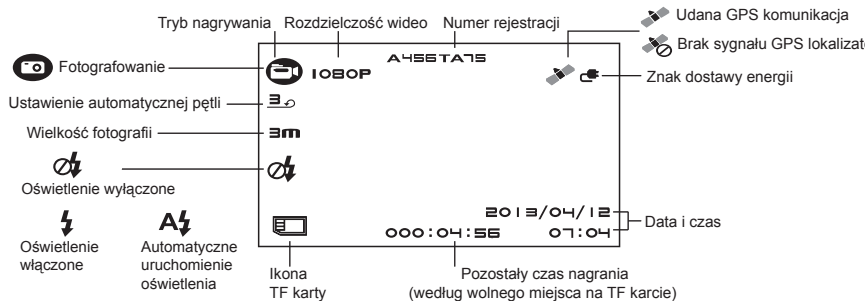 Tryb nagrywania
Rozdzielczość wideo
Numer rejestracji
Udana GPS komunikacja
Brak sygnału GPS lokalizat
Fotografowanie
1080P
A456TA75
Znak dostawy energii
Ustawienie automatycznej pętli
3
Wielkość fotografii
3m
Oświetlenie wyłączone
A
Oświetlenie
włączone
Automatyczne
uruchomienie
oświetlenia
2013/04/12
000:04:56
07:04
Data i czas
Ikona
TF karty
Pozostały czas nagrania
(według wolnego miejsca na TF karcie)